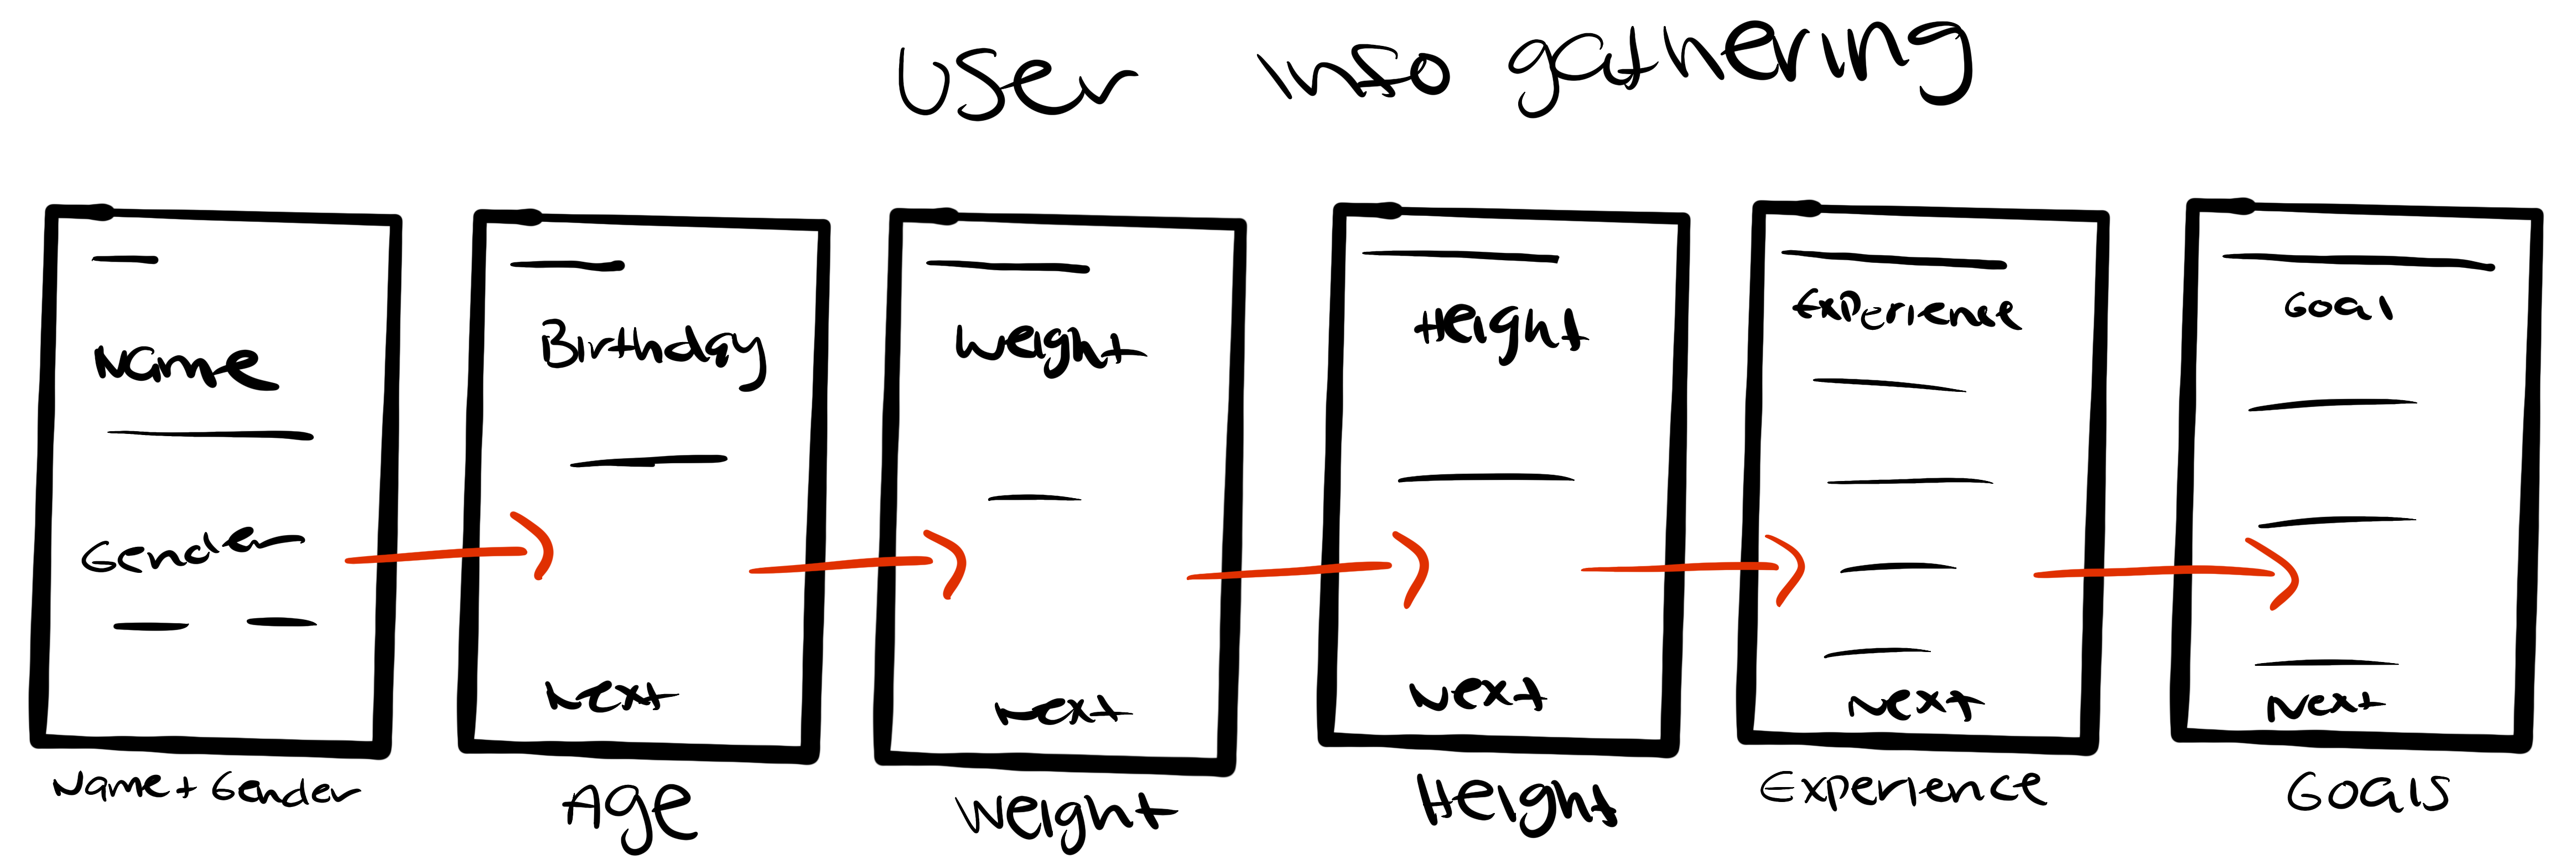 User Info gathering
Name
Gender
Name + Gender
Birthday
Next
Age
Weight
Next
Weight
Height
Next
Height
Experience
Next
Experience
Goal
Next
Goals